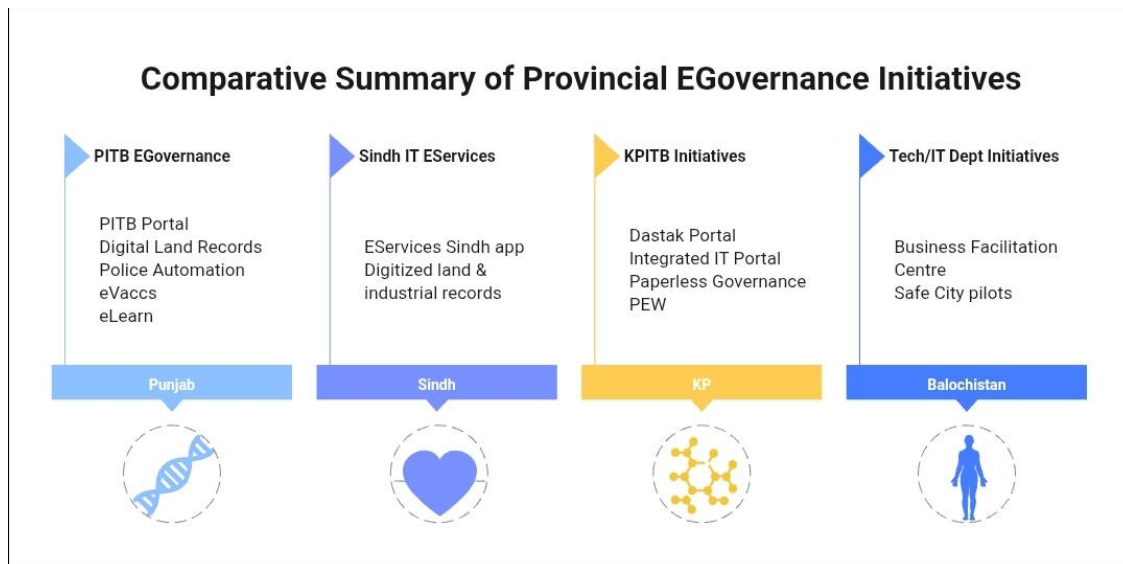 Comparative Summary of Provincial EGovernance Initiatives
PITB EGovernance
PITB Portal
Digital Land Records
Police Automation
eVaccs
eLearn
Punjab
Sindh IT EServices
EServices Sindh app
Digitized land &
industrial records
Sindh
KPITB Initiatives
Dastak Portal
Integrated IT Portal
Paperless Governance
PEW
KP
Tech/IT Dept Initiatives
Business Facilitation
Centre
Safe City pilots
Balochistan